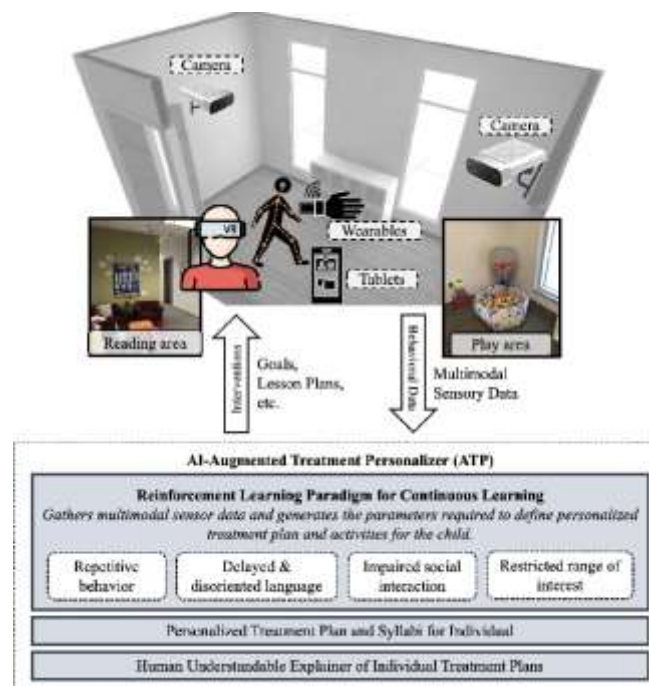 Camera
Camera
VR
Wearables
Tablets
Reading area
Play area
Interventions
Goals,
Lesson Plans,
etc.
Behavioral Data
Multimodal
Sensory Data
AI-Augmented Treatment Personalizer (ATP)
Reinforcement Learning Paradigm for Continuous Learning
Gathers multimodal sensor data and generates the parameters required to define personalized
treatment plan and activities for the child.
Repetitive
behavior
Delayed &
disoriented language
Impaired social
interaction
Restricted range of
interest
Personalized Treatment Plan and Syllabi for Individual
Human Understandable Explainer of Individual Treatment Plans